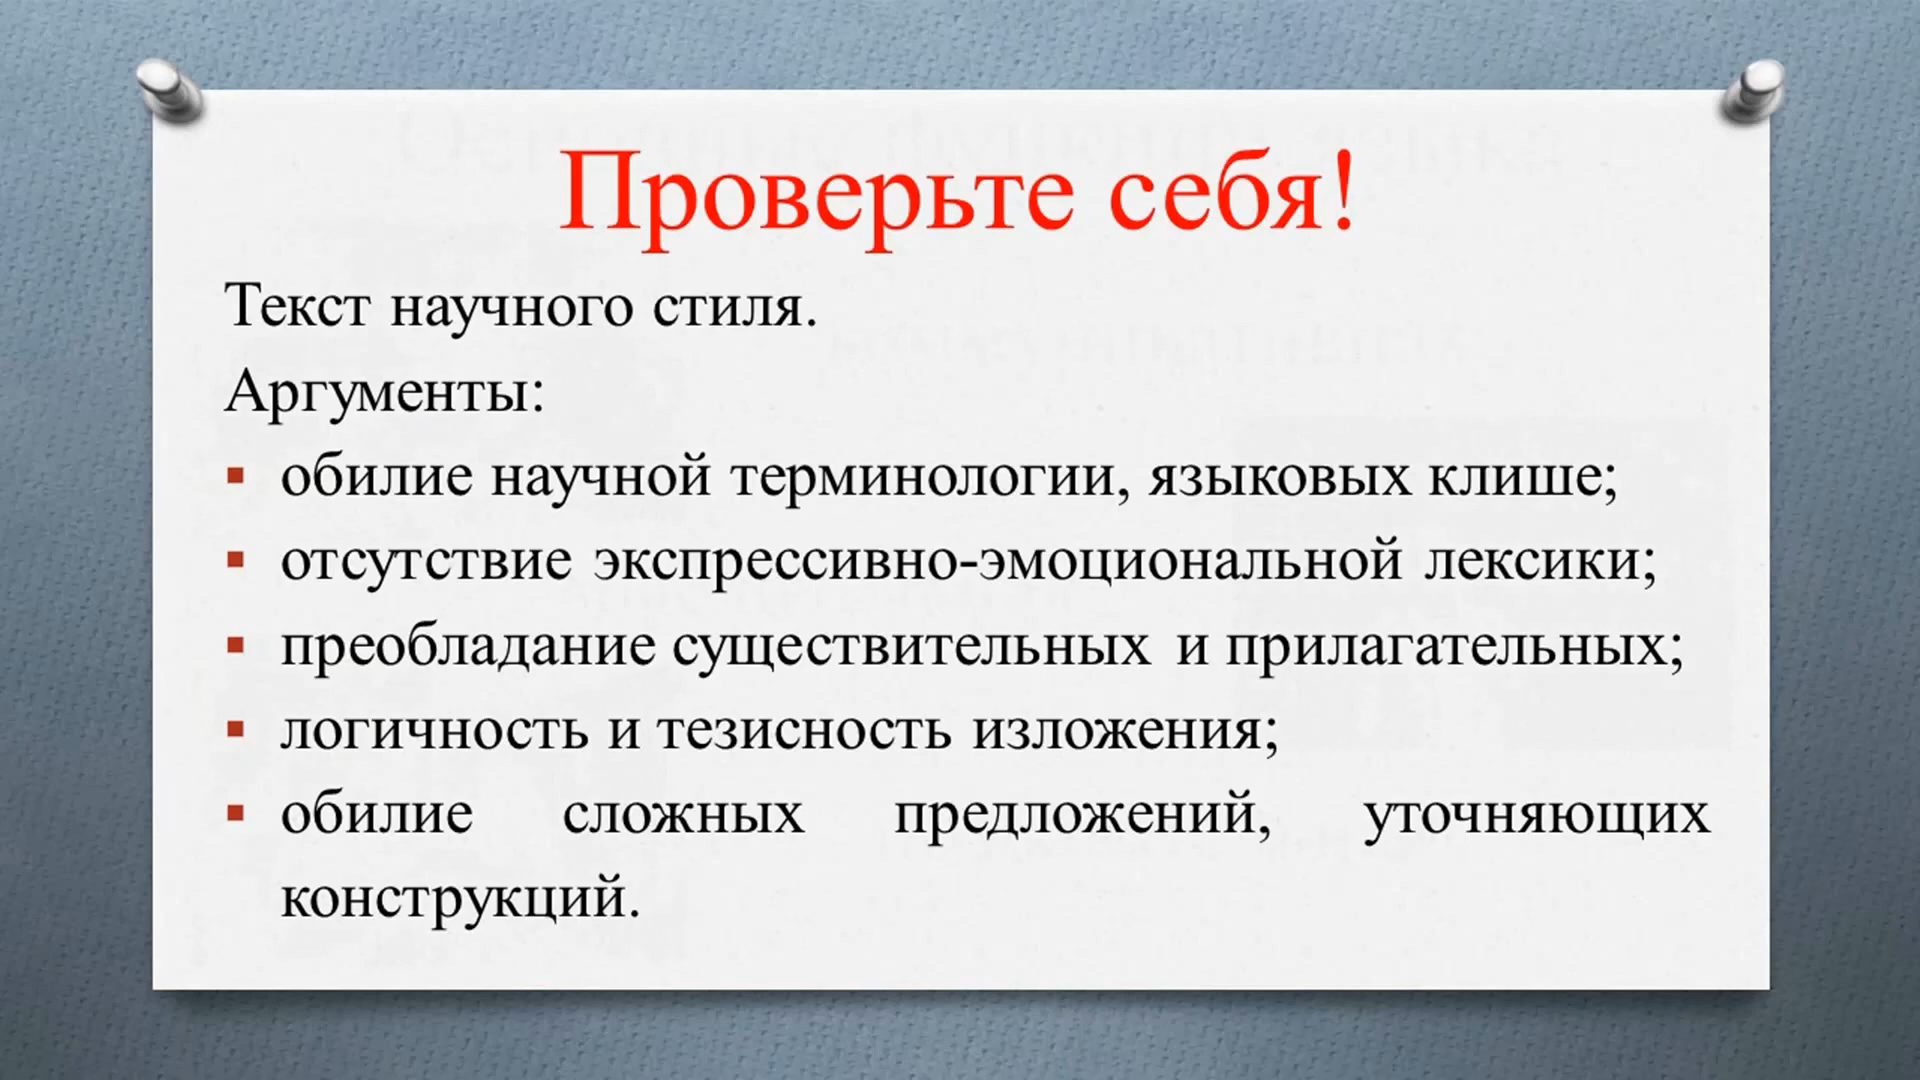 Проверьте себя!
Текст научного стиля.
Аргументы:
▪ обилие научной терминологии, языковых клише;
▪ отсутствие экспрессивно-эмоциональной лексики;
▪ преобладание существительных и прилагательных;
▪ логичность и тезисность изложения;
▪ обилие сложных предложений, уточняющих
конструкций.